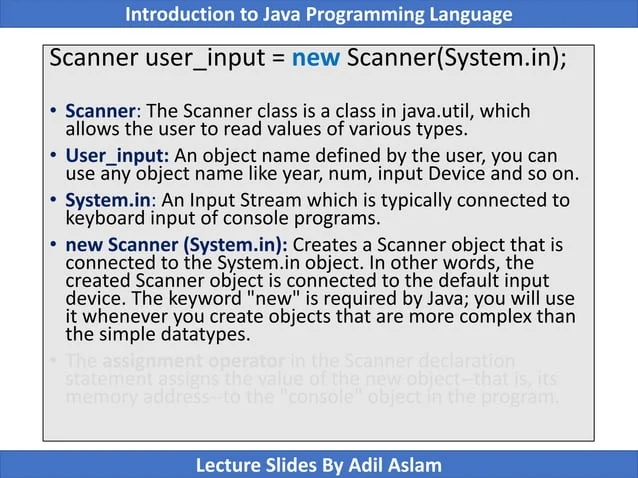 Introduction to Java Programming Language
Scanner user_input = new Scanner(System.in);
• Scanner: The Scanner class is a class in java.util, which
allows the user to read values of various types.
• User_input: An object name defined by the user, you can
use any object name like year, num, input Device and so on.
• System.in: An Input Stream which is typically connected to
keyboard input of console programs.
• new Scanner (System.in): Creates a Scanner object that is
connected to the System.in object. In other words, the
created Scanner object is connected to the default input
device. The keyword "new" is required by Java; you will use
it whenever you create objects that are more complex than
the simple datatypes.
• The assignment operator in the Scanner declaration
statement assigns the value of the new object--that is, its
memory address--to the "console" object in the program.
Lecture Slides By Adil Aslam